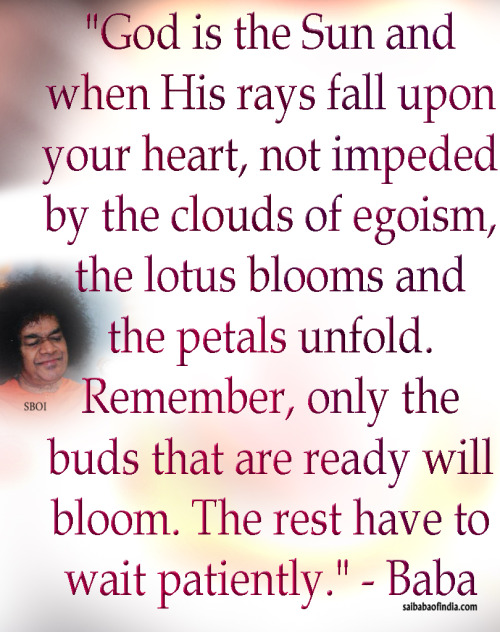 "God is the Sun and
when His rays fall upon
your heart, not impeded
by the clouds of egoism,
the lotus blooms and
the petals unfold.
SBOI
Remember, only the
buds that are ready will
bloom. The rest have to
wait patiently." - Baba
saibabaofindia.com